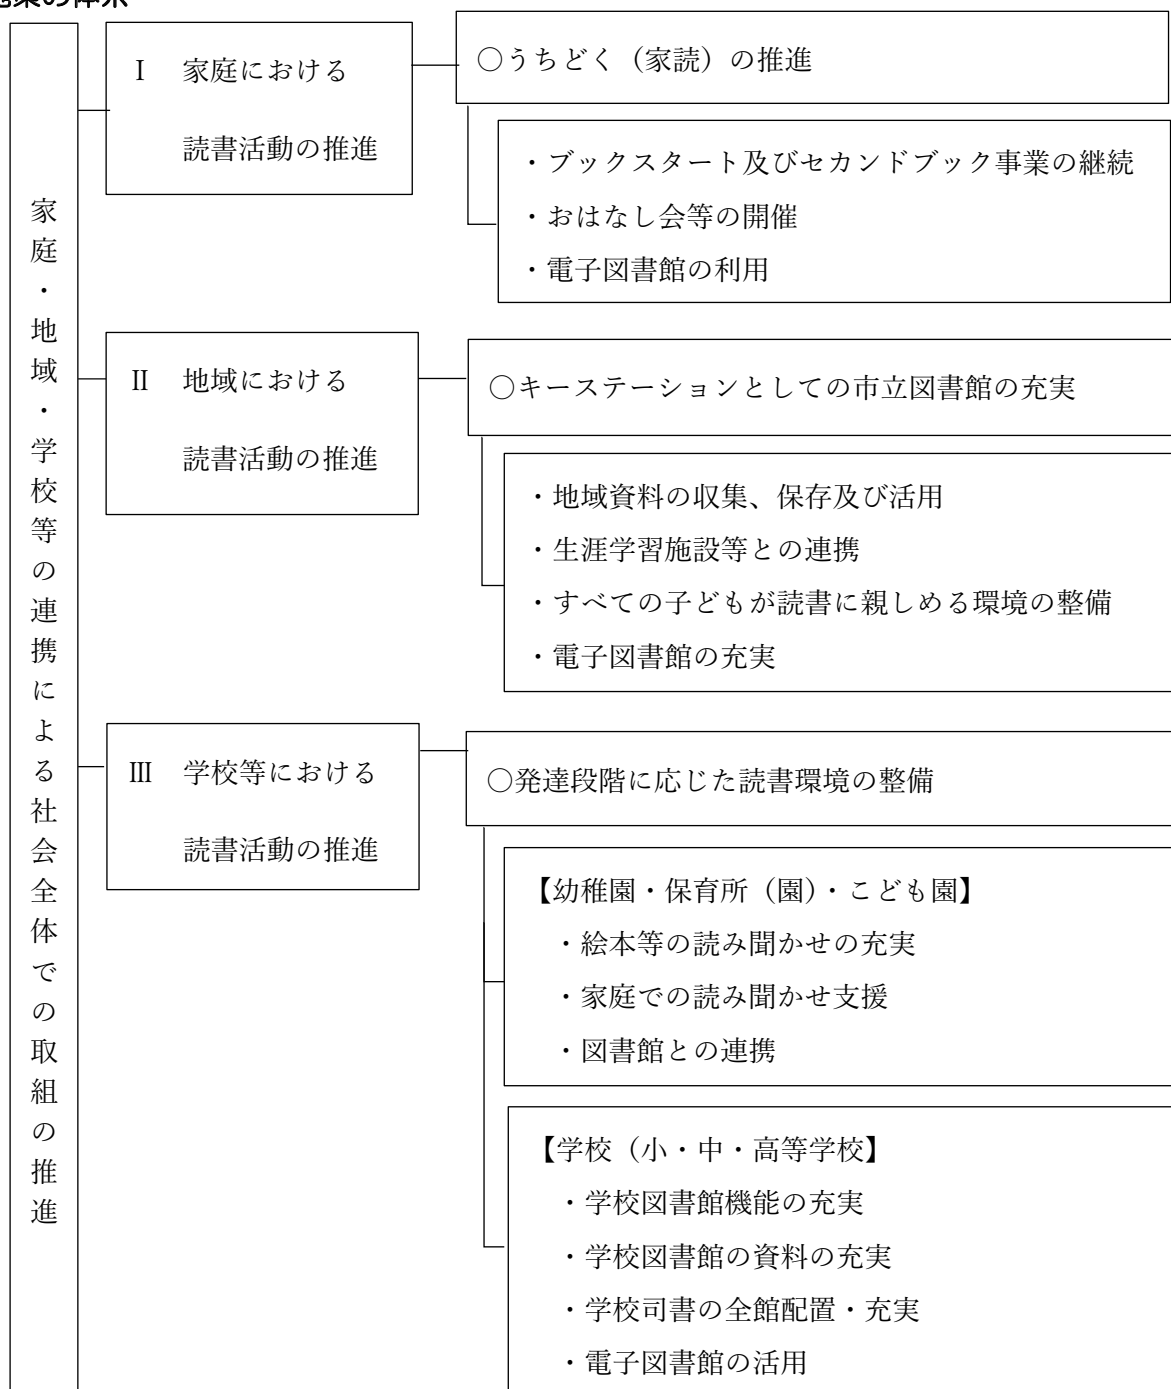 施策の体系
家庭・地域・学校等の連携による社会全体での取組の推進
Ⅰ 家庭における
読書活動の推進
○うちどく（家読）の推進
・ブックスタート及びセカンドブック事業の継続
・おはなし会等の開催
・電子図書館の利用
Ⅱ 地域における
読書活動の推進
○キーステーションとしての市立図書館の充実
・地域資料の収集、保存及び活用
・生涯学習施設等との連携
・すべての子どもが読書に親しめる環境の整備
・電子図書館の充実
Ⅲ 学校等における
読書活動の推進
○発達段階に応じた読書環境の整備
【幼稚園・保育所（園）・こども園】
・絵本等の読み聞かせの充実
・家庭での読み聞かせ支援
・図書館との連携
【学校（小・中・高等学校】
・学校図書館機能の充実
・学校図書館の資料の充実
・学校司書の全館配置・充実
・電子図書館の活用